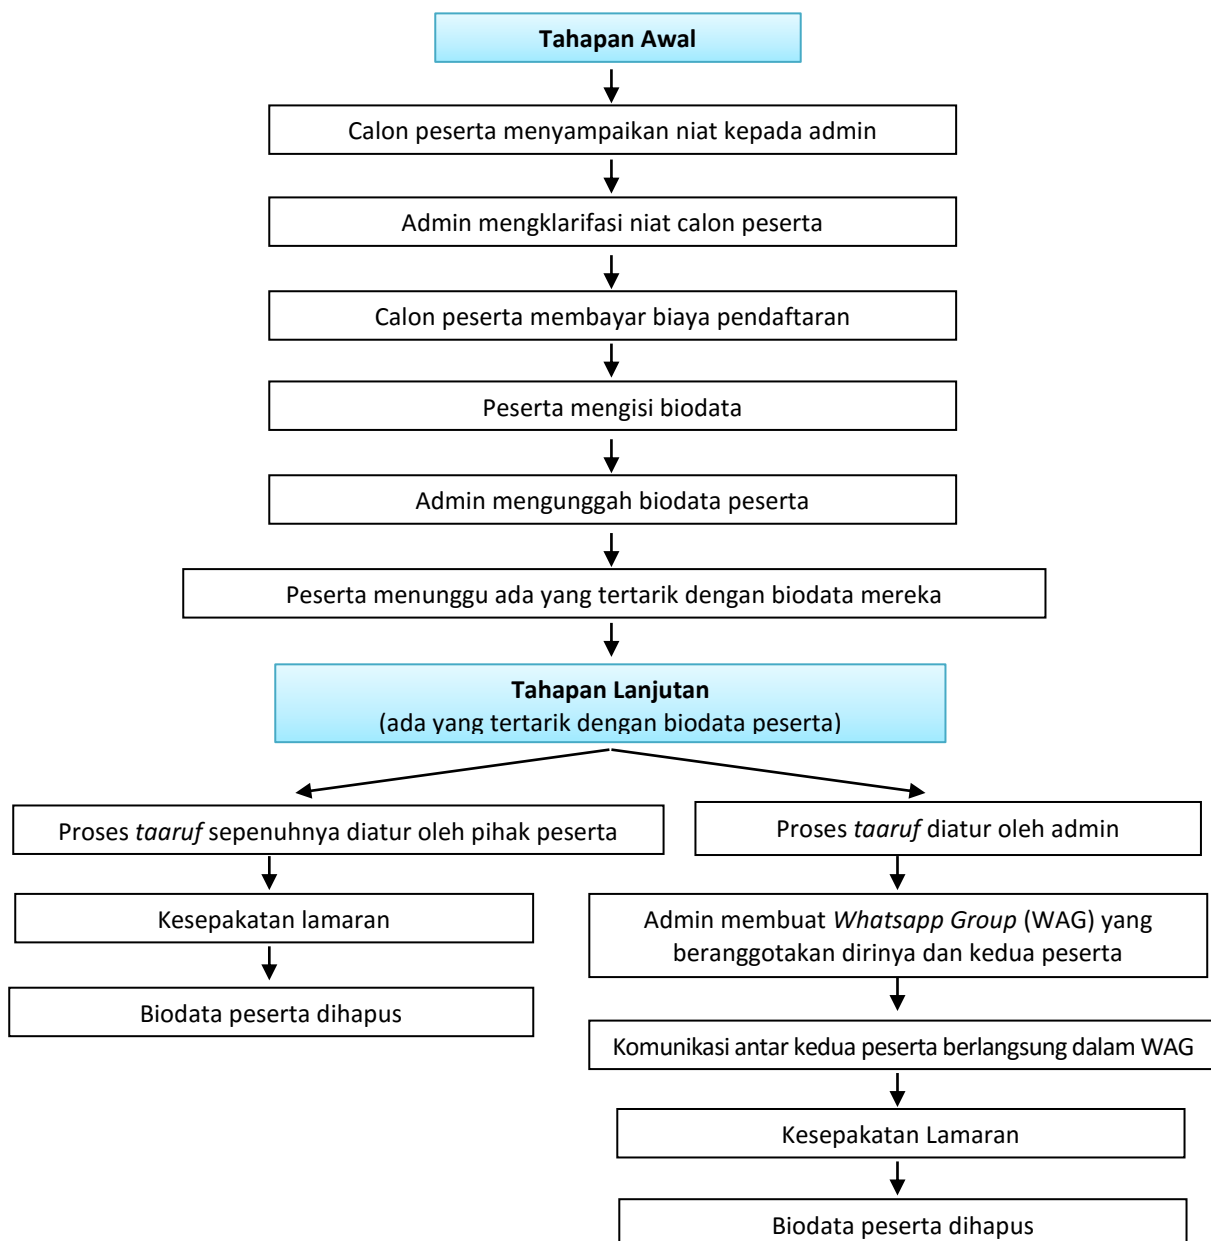 Tahapan Awal
Calon peserta menyampaikan niat kepada admin
Admin mengklarifasi niat calon peserta
Calon peserta membayar biaya pendaftaran
Peserta mengisi biodata
Admin mengunggah biodata peserta
Peserta menunggu ada yang tertarik dengan biodata mereka
Tahapan Lanjutan
(ada yang tertarik dengan biodata peserta)
Proses taaruf sepenuhnya diatur oleh pihak peserta
Kesepakatan lamaran
Biodata peserta dihapus
Proses taaruf diatur oleh admin
Admin membuat Whatsapp Group (WAG) yang
beranggotakan dirinya dan kedua peserta
Komunikasi antar kedua peserta berlangsung dalam WAG
Kesepakatan Lamaran
Biodata peserta dihapus